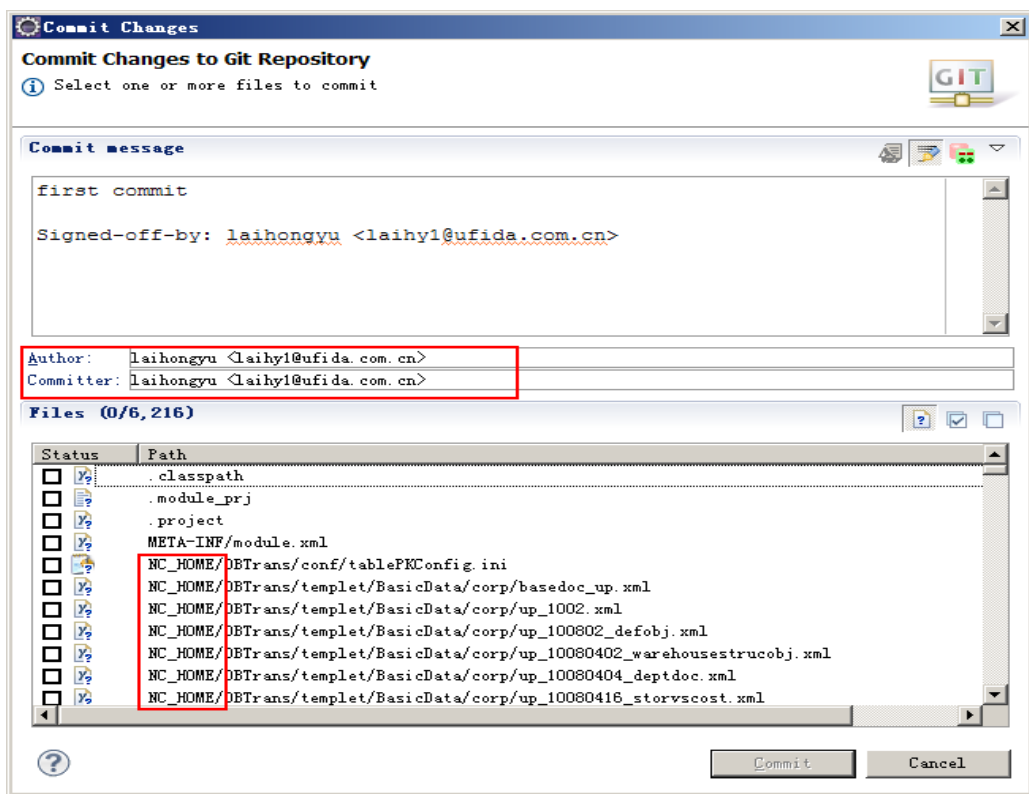 Commit Changes
Commit Changes to Git Repository
Select one or more files to commit
GIT
Commit message
first commit
Signed-off-by: laihongyu <laihy1@ufida.com.cn>
Author: laihongyu <laihy1@ufida.com.cn>
Committer: laihongyu <laihy1@ufida.com.cn>
Files (0/6,216)
Status Path
.classpath
.module_prj
.project
META-INF/module.xml
NC_HOME/DBTrans/conf/tablePKConfig.ini
NC_HOME/DBTrans/templet/BasicData/corp/basedoc_up.xml
NC_HOME/DBTrans/templet/BasicData/corp/up_1002.xml
NC_HOME/DBTrans/templet/BasicData/corp/up_100802_defobj.xml
NC_HOME/DBTrans/templet/BasicData/corp/up_10080402_warehousestrucobj.xml
NC_HOME/DBTrans/templet/BasicData/corp/up_10080404_deptdoc.xml
NC_HOME/DBTrans/templet/BasicData/corp/up_10080416_storvscost.xml
Commit Cancel